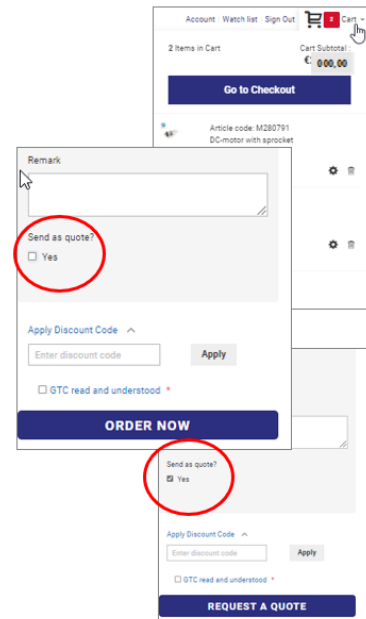 Account Watch list Sign Out 2 Cart
2 Items in Cart Cart Subtotal :
€ 000,00
Go to Checkout
Article code: M280791
DC-motor with sprocket
Remark
Send as quote?
Yes
Apply Discount Code
Enter discount code Apply
GTC read and understood *
ORDER NOW
Send as quote?
Yes
Apply Discount Code
Enter discount code Apply
GTC read and understood *
REQUEST A QUOTE